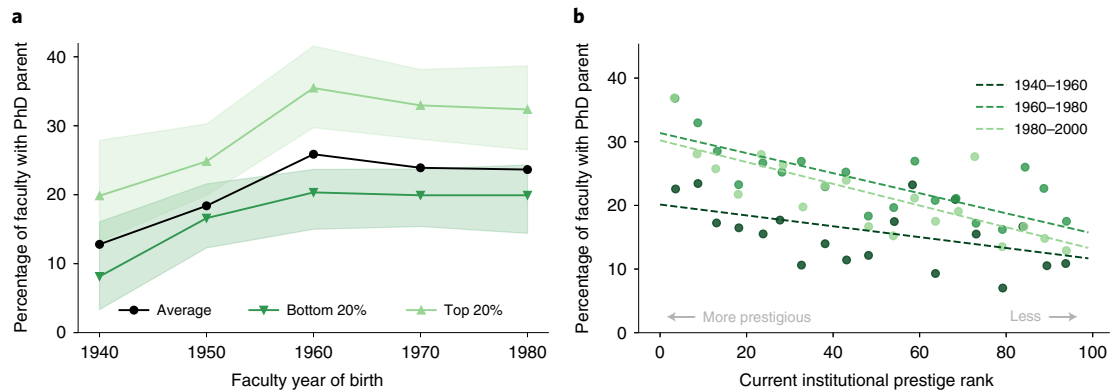 a
Percentage of faculty with PhD parent
40
30
20
10
0
Average
Bottom 20%
Top 20%
1940
1950
1960
1970
1980
Faculty year of birth
b
Percentage of faculty with PhD parent
40
30
20
10
0
1940–1960
1960–1980
1980–2000
More prestigious
Less
0
20
40
60
80
100
Current institutional prestige rank